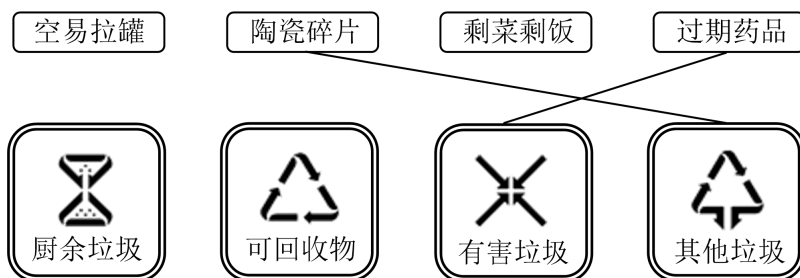 空易拉罐
陶瓷碎片
剩菜剩饭
过期药品
厨余垃圾
可回收物
有害垃圾
其他垃圾